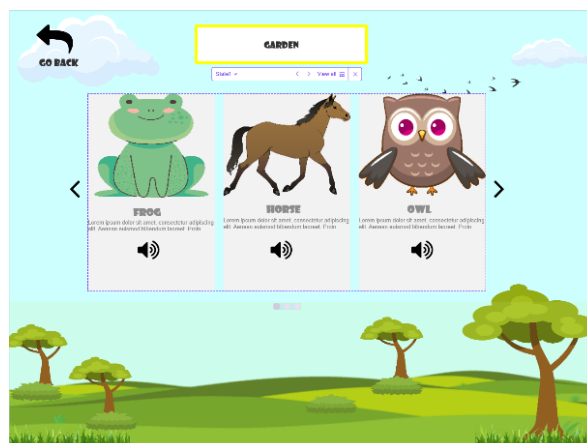 GARDEN
GO BACK
State1
View all
FROG
Lorem ipsum dolor sit amet, consectetur adipiscing
elit. Aenean euismod bibendum laoreet. Proin
HORSE
Lorem ipsum dolor sit amet, consectetur adipiscing
elit. Aenean euismod bibendum laoreet. Proin
OWL
Lorem ipsum dolor sit amet, consectetur adipiscing
elit. Aenean euismod bibendum laoreet. Proin